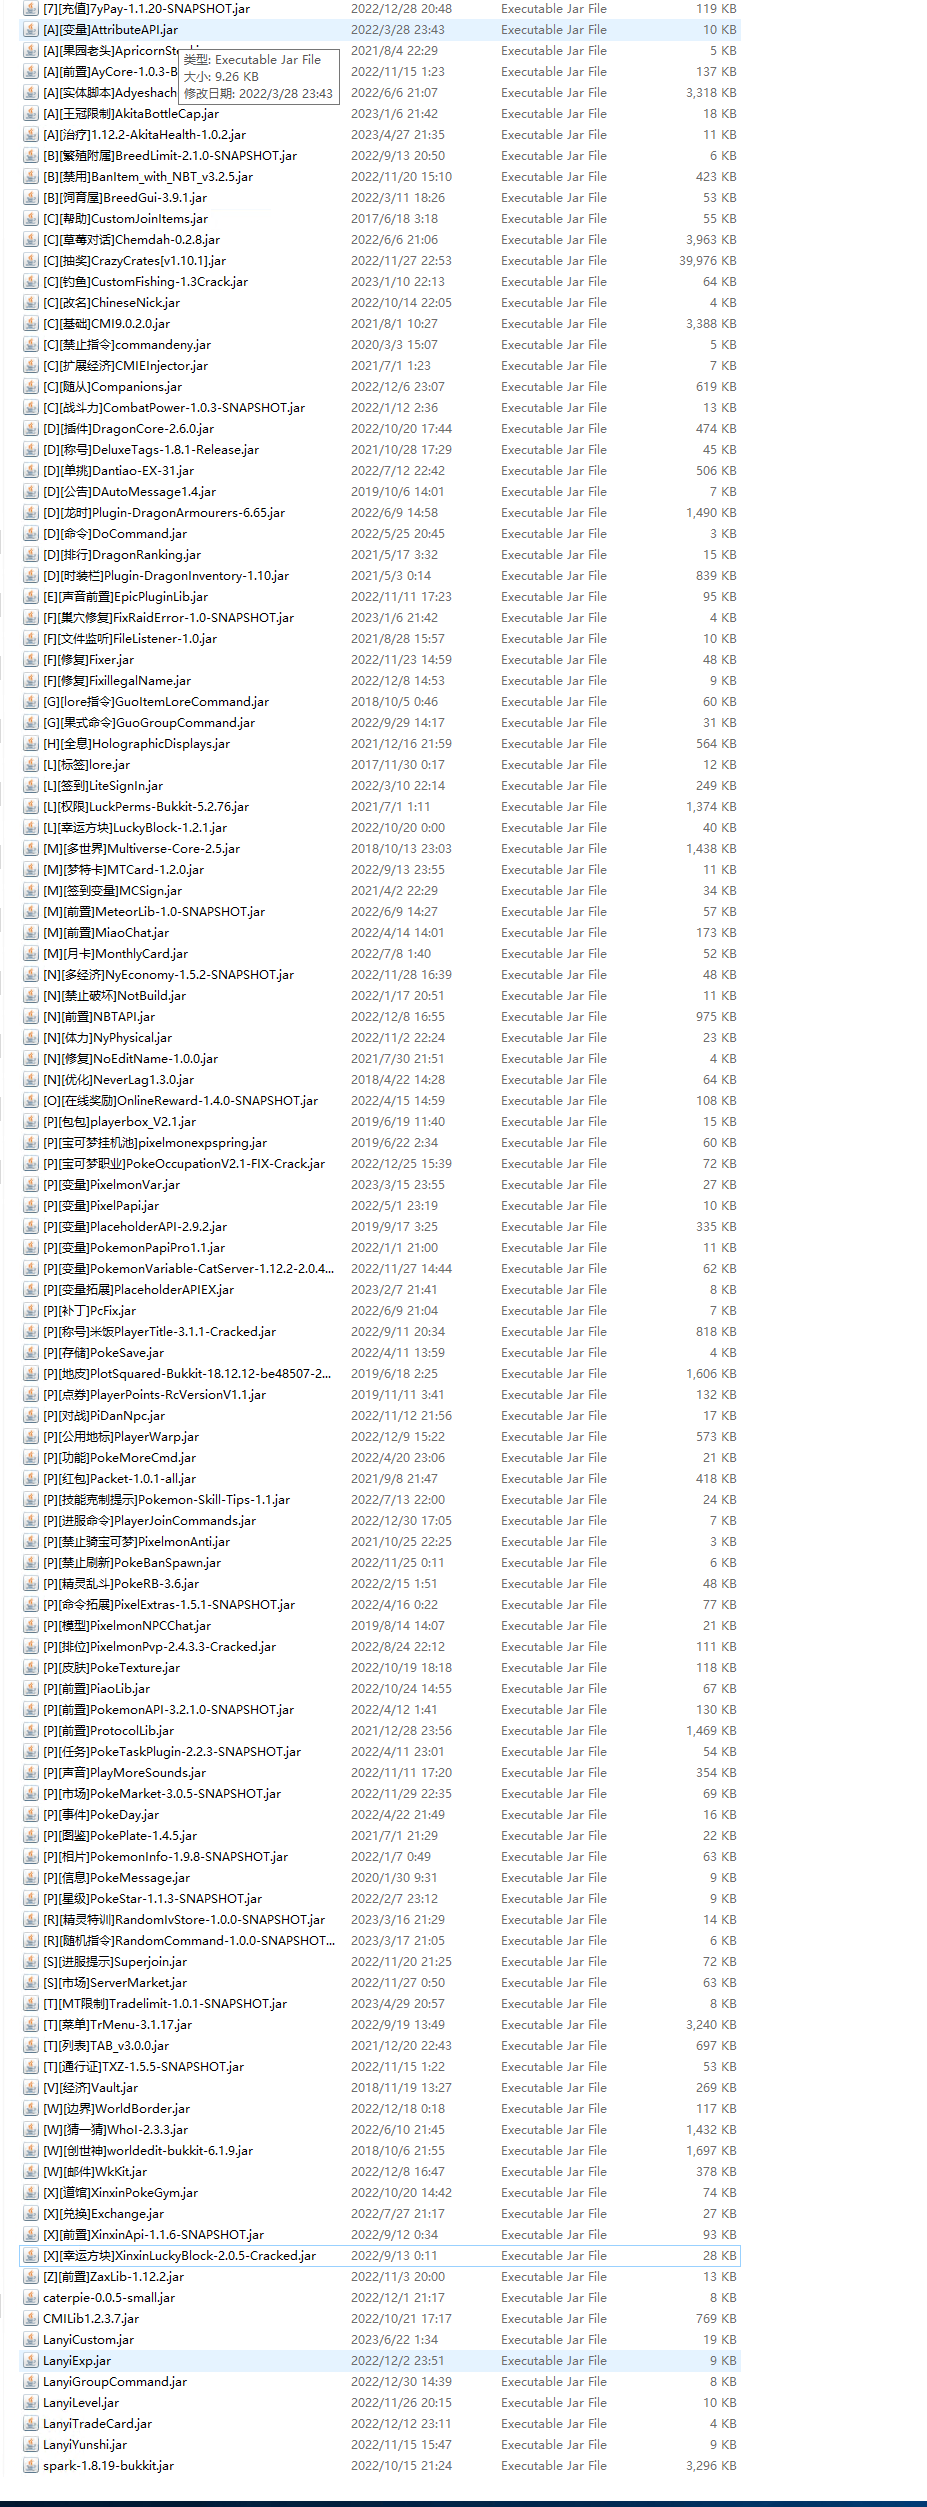 [7][充值]7yPay-1.1.20-SNAPSHOT.jar 2022/12/28 20:48 Executable Jar File 119 KB
[A][变量]AttributeAPI.jar 2022/3/28 23:43 Executable Jar File 10 KB
[A][果园老头]ApricornSte 2021/8/4 22:29 Executable Jar File 5 KB
类型: Executable Jar File
[A][前置]AyCore-1.0.3-B 2022/11/15 1:23 Executable Jar File 137 KB
大小: 9.26 KB
[A][实体脚本]Adyeshach 2022/6/6 21:07 Executable Jar File 3,318 KB
修改日期: 2022/3/28 23:43
[A][王冠限制]AkitaBottleCap.jar 2023/1/6 21:42 Executable Jar File 18 KB
[A][治疗]1.12.2-AkitaHealth-1.0.2.jar 2023/4/27 21:35 Executable Jar File 11 KB
[B][繁殖附属]BreedLimit-2.1.0-SNAPSHOT.jar 2022/9/13 20:50 Executable Jar File 6 KB
[B][禁用]BanItem_with_NBT_v3.2.5.jar 2022/11/20 15:10 Executable Jar File 423 KB
[B][饲育屋]BreedGui-3.9.1.jar 2022/3/11 18:26 Executable Jar File 53 KB
[C][帮助]CustomJoinItems.jar 2017/6/18 3:18 Executable Jar File 55 KB
[C][草莓对话]Chemdah-0.2.8.jar 2022/6/6 21:06 Executable Jar File 3,963 KB
[C][抽奖]CrazyCrates[v1.10.1].jar 2022/11/27 22:53 Executable Jar File 39,976 KB
[C][钓鱼]CustomFishing-1.3Crack.jar 2023/1/10 22:13 Executable Jar File 64 KB
[C][改名]ChineseNick.jar 2022/10/14 22:05 Executable Jar File 4 KB
[C][基础]CMI9.0.2.0.jar 2021/8/1 10:27 Executable Jar File 3,388 KB
[C][禁止指令]commandeny.jar 2020/3/3 15:07 Executable Jar File 5 KB
[C][扩展经济]CMIEInjector.jar 2021/7/1 1:23 Executable Jar File 7 KB
[C][随从]Companions.jar 2022/12/6 23:07 Executable Jar File 619 KB
[C][战斗力]CombatPower-1.0.3-SNAPSHOT.jar 2022/1/12 2:36 Executable Jar File 13 KB
[D][插件]DragonCore-2.6.0.jar 2022/10/20 17:44 Executable Jar File 474 KB
[D][称号]DeluxeTags-1.8.1-Release.jar 2021/10/28 17:29 Executable Jar File 45 KB
[D][单挑]Dantiao-EX-31.jar 2022/7/12 22:42 Executable Jar File 506 KB
[D][公告]DAutoMessage1.4.jar 2019/10/6 14:01 Executable Jar File 7 KB
[D][龙时]Plugin-DragonArmourers-6.65.jar 2022/6/9 14:58 Executable Jar File 1,490 KB
[D][命令]DoCommand.jar 2022/5/25 20:45 Executable Jar File 3 KB
[D][排行]DragonRanking.jar 2021/5/17 3:32 Executable Jar File 15 KB
[D][时装栏]Plugin-DragonInventory-1.10.jar 2021/5/3 0:14 Executable Jar File 839 KB
[E][声音前置]EpicPluginLib.jar 2022/11/11 17:23 Executable Jar File 95 KB
[F][巢穴修复]FixRaidError-1.0-SNAPSHOT.jar 2023/1/6 21:42 Executable Jar File 4 KB
[F][文件监听]FileListener-1.0.jar 2021/8/28 15:57 Executable Jar File 10 KB
[F][修复]Fixer.jar 2022/11/23 14:59 Executable Jar File 48 KB
[F][修复]FixillegalName.jar 2022/12/8 14:53 Executable Jar File 9 KB
[G][lore指令]GuoItemLoreCommand.jar 2018/10/5 0:46 Executable Jar File 60 KB
[G][果式命令]GuoGroupCommand.jar 2022/9/29 14:17 Executable Jar File 31 KB
[H][全息]HolographicDisplays.jar 2021/12/16 21:59 Executable Jar File 564 KB
[L][标签]lore.jar 2017/11/30 0:17 Executable Jar File 12 KB
[L][签到]LiteSignIn.jar 2022/3/10 22:14 Executable Jar File 249 KB
[L][权限]LuckPerms-Bukkit-5.2.76.jar 2021/7/1 1:11 Executable Jar File 1,374 KB
[L][幸运方块]LuckyBlock-1.2.1.jar 2022/10/20 0:00 Executable Jar File 40 KB
[M][多世界]Multiverse-Core-2.5.jar 2018/10/13 23:03 Executable Jar File 1,438 KB
[M][梦特卡]MTCard-1.2.0.jar 2022/9/13 23:55 Executable Jar File 11 KB
[M][签到变量]MCSign.jar 2021/4/2 22:29 Executable Jar File 34 KB
[M][前置]MeteorLib-1.0-SNAPSHOT.jar 2022/6/9 14:27 Executable Jar File 57 KB
[M][前置]MiaoChat.jar 2022/4/14 14:01 Executable Jar File 173 KB
[M][月卡]MonthlyCard.jar 2022/7/8 1:40 Executable Jar File 52 KB
[N][多经济]NyEconomy-1.5.2-SNAPSHOT.jar 2022/11/28 16:39 Executable Jar File 48 KB
[N][禁止破坏]NotBuild.jar 2022/1/17 20:51 Executable Jar File 11 KB
[N][前置]NBTAPI.jar 2022/12/8 16:55 Executable Jar File 975 KB
[N][体力]NyPhysical.jar 2022/11/2 22:24 Executable Jar File 23 KB
[N][修复]NoEditName-1.0.0.jar 2021/7/30 21:51 Executable Jar File 4 KB
[N][优化]NeverLag1.3.0.jar 2018/4/22 14:28 Executable Jar File 64 KB
[O][在线奖励]OnlineReward-1.4.0-SNAPSHOT.jar 2022/4/15 14:59 Executable Jar File 108 KB
[P][包包]playerbox_V2.1.jar 2019/6/19 11:40 Executable Jar File 15 KB
[P][宝可梦挂机池]pixelmonexpspring.jar 2019/6/22 2:34 Executable Jar File 60 KB
[P][宝可梦职业]PokeOccupationV2.1-FIX-Crack.jar 2022/12/25 15:39 Executable Jar File 72 KB
[P][变量]PixelmonVar.jar 2023/3/15 23:55 Executable Jar File 27 KB
[P][变量]PixelPapi.jar 2022/5/1 23:19 Executable Jar File 10 KB
[P][变量]PlaceholderAPI-2.9.2.jar 2019/9/17 3:25 Executable Jar File 335 KB
[P][变量]PokemonPapiPro1.1.jar 2022/1/1 21:00 Executable Jar File 11 KB
[P][变量]PokemonVariable-CatServer-1.12.2-2.0.4... 2022/11/27 14:44 Executable Jar File 62 KB
[P][变量拓展]PlaceholderAPIEX.jar 2023/2/7 21:41 Executable Jar File 8 KB
[P][补丁]PcFix.jar 2022/6/9 21:04 Executable Jar File 7 KB
[P][称号]米饭PlayerTitle-3.1.1-Cracked.jar 2022/9/11 20:34 Executable Jar File 818 KB
[P][存储]PokeSave.jar 2022/4/11 13:59 Executable Jar File 4 KB
[P][地皮]PlotSquared-Bukkit-18.12.12-be48507-2... 2019/6/18 2:25 Executable Jar File 1,606 KB
[P][点券]PlayerPoints-RcVersionV1.1.jar 2019/11/11 3:41 Executable Jar File 132 KB
[P][对战]PiDanNpc.jar 2022/11/12 21:56 Executable Jar File 17 KB
[P][公用地标]PlayerWarp.jar 2022/12/9 15:22 Executable Jar File 573 KB
[P][功能]PokeMoreCmd.jar 2022/4/20 23:06 Executable Jar File 21 KB
[P][红包]Packet-1.0.1-all.jar 2021/9/8 21:47 Executable Jar File 418 KB
[P][技能克制提示]Pokemon-Skill-Tips-1.1.jar 2022/7/13 22:00 Executable Jar File 24 KB
[P][进服命令]PlayerJoinCommands.jar 2022/12/30 17:05 Executable Jar File 7 KB
[P][禁止骑宝可梦]PixelmonAnti.jar 2021/10/25 22:25 Executable Jar File 3 KB
[P][禁止刷新]PokeBanSpawn.jar 2022/11/25 0:11 Executable Jar File 6 KB
[P][精灵乱斗]PokeRB-3.6.jar 2022/2/15 1:51 Executable Jar File 48 KB
[P][命令拓展]PixelExtras-1.5.1-SNAPSHOT.jar 2022/4/16 0:22 Executable Jar File 77 KB
[P][模型]PixelmonNPCChat.jar 2019/8/14 14:07 Executable Jar File 21 KB
[P][排位]PixelmonPvp-2.4.3.3-Cracked.jar 2022/8/24 22:12 Executable Jar File 111 KB
[P][皮肤]PokeTexture.jar 2022/10/19 18:18 Executable Jar File 118 KB
[P][前置]PiaoLib.jar 2022/10/24 14:55 Executable Jar File 67 KB
[P][前置]PokemonAPI-3.2.1.0-SNAPSHOT.jar 2022/4/12 1:41 Executable Jar File 130 KB
[P][前置]ProtocolLib.jar 2021/12/28 23:56 Executable Jar File 1,469 KB
[P][任务]PokeTaskPlugin-2.2.3-SNAPSHOT.jar 2022/4/11 23:01 Executable Jar File 54 KB
[P][声音]PlayMoreSounds.jar 2022/11/11 17:20 Executable Jar File 354 KB
[P][市场]PokeMarket-3.0.5-SNAPSHOT.jar 2022/11/29 22:35 Executable Jar File 69 KB
[P][事件]PokeDay.jar 2022/4/22 21:49 Executable Jar File 16 KB
[P][图鉴]PokePlate-1.4.5.jar 2021/7/1 21:29 Executable Jar File 22 KB
[P][相片]PokemonInfo-1.9.8-SNAPSHOT.jar 2022/1/7 0:49 Executable Jar File 63 KB
[P][信息]PokeMessage.jar 2020/1/30 9:31 Executable Jar File 9 KB
[P][星级]PokeStar-1.1.3-SNAPSHOT.jar 2022/2/7 23:12 Executable Jar File 9 KB
[R][精灵特训]RandomIvStore-1.0.0-SNAPSHOT.jar 2023/3/16 21:29 Executable Jar File 14 KB
[R][随机指令]RandomCommand-1.0.0-SNAPSHOT... 2023/3/17 21:05 Executable Jar File 6 KB
[S][进服提示]Superjoin.jar 2022/11/20 21:25 Executable Jar File 72 KB
[S][市场]ServerMarket.jar 2022/11/27 0:50 Executable Jar File 63 KB
[T][MT限制]Tradelimit-1.0.1-SNAPSHOT.jar 2023/4/29 20:57 Executable Jar File 8 KB
[T][菜单]TrMenu-3.1.17.jar 2022/9/19 13:49 Executable Jar File 3,240 KB
[T][列表]TAB_v3.0.0.jar 2021/12/20 22:43 Executable Jar File 697 KB
[T][通行证]TXZ-1.5.5-SNAPSHOT.jar 2022/11/15 1:22 Executable Jar File 53 KB
[V][经济]Vault.jar 2018/11/19 13:27 Executable Jar File 269 KB
[W][边界]WorldBorder.jar 2022/12/18 0:18 Executable Jar File 117 KB
[W][猜一猜]WhoI-2.3.3.jar 2022/6/10 21:45 Executable Jar File 1,432 KB
[W][创世神]worldedit-bukkit-6.1.9.jar 2018/10/6 21:55 Executable Jar File 1,697 KB
[W][邮件]WkKit.jar 2022/12/8 16:47 Executable Jar File 378 KB
[X][道馆]XinxinPokeGym.jar 2022/10/20 14:42 Executable Jar File 74 KB
[X][兑换]Exchange.jar 2022/7/27 21:17 Executable Jar File 27 KB
[X][前置]XinxinApi-1.1.6-SNAPSHOT.jar 2022/9/12 0:34 Executable Jar File 93 KB
[X][幸运方块]XinxinLuckyBlock-2.0.5-Cracked.jar 2022/9/13 0:11 Executable Jar File 28 KB
[Z][前置]ZaxLib-1.12.2.jar 2022/11/3 20:00 Executable Jar File 13 KB
caterpie-0.0.5-small.jar 2022/12/1 21:17 Executable Jar File 8 KB
CMILib1.2.3.7.jar 2022/10/21 17:17 Executable Jar File 769 KB
LanyiCustom.jar 2023/6/22 1:34 Executable Jar File 19 KB
LanyiExp.jar 2022/12/2 23:51 Executable Jar File 9 KB
LanyiGroupCommand.jar 2022/12/30 14:39 Executable Jar File 8 KB
LanyiLevel.jar 2022/11/26 20:15 Executable Jar File 10 KB
LanyiTradeCard.jar 2022/12/12 23:11 Executable Jar File 4 KB
LanyiYunshi.jar 2022/11/15 15:47 Executable Jar File 9 KB
spark-1.8.19-bukkit.jar 2022/10/15 21:24 Executable Jar File 3,296 KB